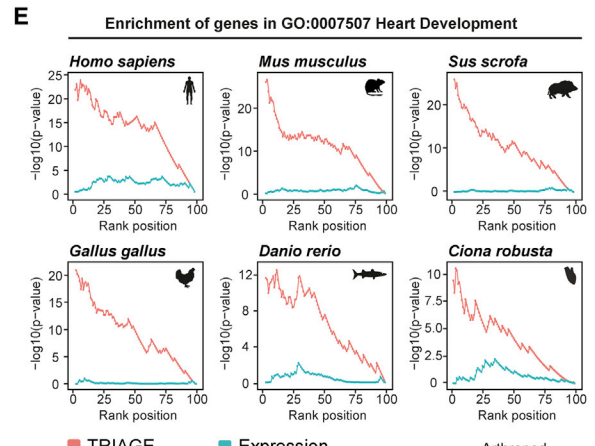 E
Enrichment of genes in GO:0007507 Heart Development
Homo sapiens
−log10(p−value)
25
20
15
10
5
0
0 25 50 75 100
Rank position
Mus musculus
−log10(p−value)
20
10
0
0 25 50 75 100
Rank position
Sus scrofa
−log10(p−value)
20
10
0
0 25 50 75 100
Rank position
Gallus gallus
−log10(p−value)
20
15
10
5
0
0 25 50 75 100
Rank position
Danio rerio
−log10(p−value)
12
8
4
0
0 25 50 75 100
Rank position
Ciona robusta
−log10(p−value)
10
7.5
5.0
2.5
0
0 25 50 75 100
Rank position
TRIAGE Expression